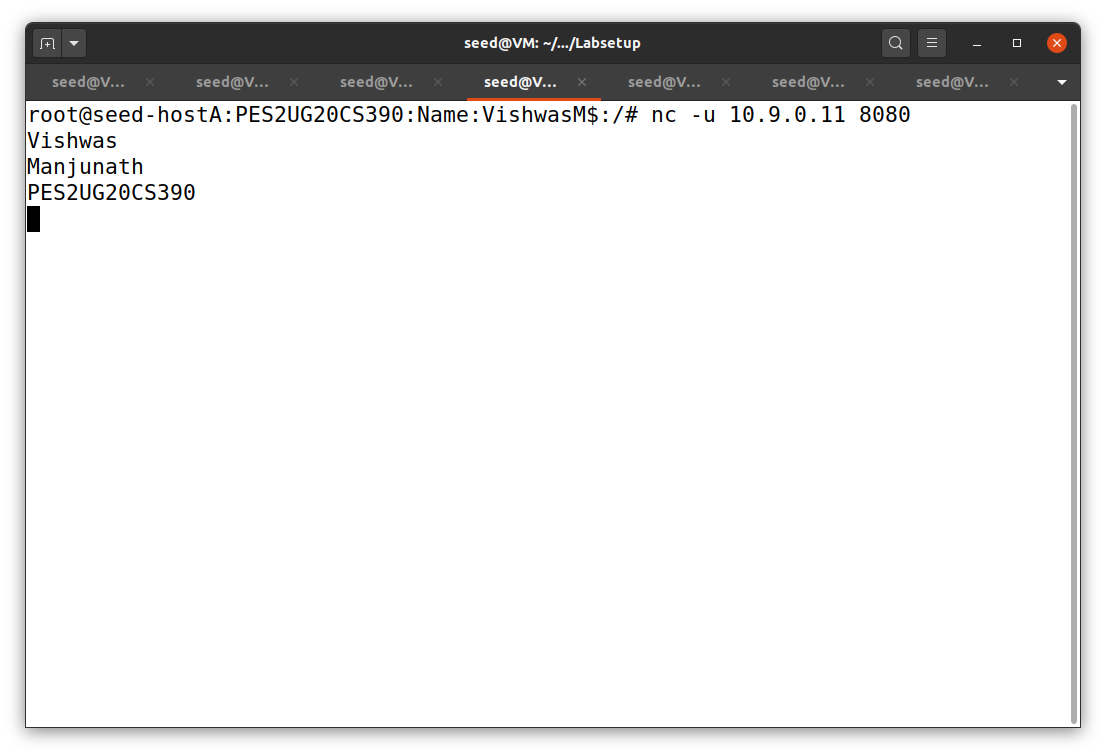 seed@VM: ~/.../Labsetup
seed@V... seed@V... seed@V... seed@V... seed@V... seed@V... seed@V...
root@seed-hostA:PES2UG20CS390:Name:VishwasM$:/# nc -u 10.9.0.11 8080
Vishwas
Manjunath
PES2UG20CS390